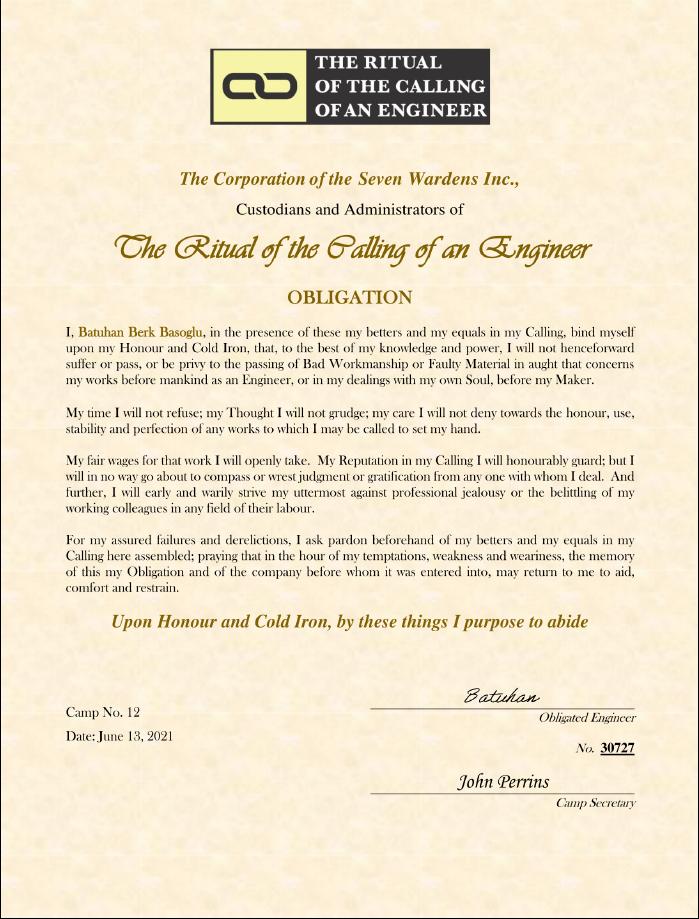 THE RITUAL
OF THE CALLING
OF AN ENGINEER
The Corporation of the Seven Wardens Inc.,
Custodians and Administrators of
The Ritual of the Calling of an Engineer
OBLIGATION
I, Batuhan Berk Basoglu, in the presence of these my betters and my equals in my Calling, bind myself
upon my Honour and Cold Iron, that, to the best of my knowledge and power, I will not henceforward
suffer or pass, or be privy to the passing of Bad Workmanship or Faulty Material in aught that concerns
my works before mankind as an Engineer, or in my dealings with my own Soul, before my Maker.
My time I will not refuse; my Thought I will not grudge; my care I will not deny towards the honour, use,
stability and perfection of any works to which I may be called to set my hand.
My fair wages for that work I will openly take. My Reputation in my Calling I will honourably guard; but I
will in no way go about to compass or wrest judgment or gratification from any one with whom I deal. And
further, I will early and warily strive my uttermost against professional jealousy or the belittling of my
working colleagues in any field of their labour.
For my assured failures and derelictions, I ask pardon beforehand of my betters and my equals in my
Calling here assembled; praying that in the hour of my temptations, weakness and weariness, the memory
of this my Obligation and of the company before whom it was entered into, may return to me to aid,
comfort and restrain.
Upon Honour and Cold Iron, by these things I purpose to abide
Batuhan
Camp No. 12
Obligated Engineer
Date: June 13, 2021
No. 30727
John Perrins
Camp Secretary